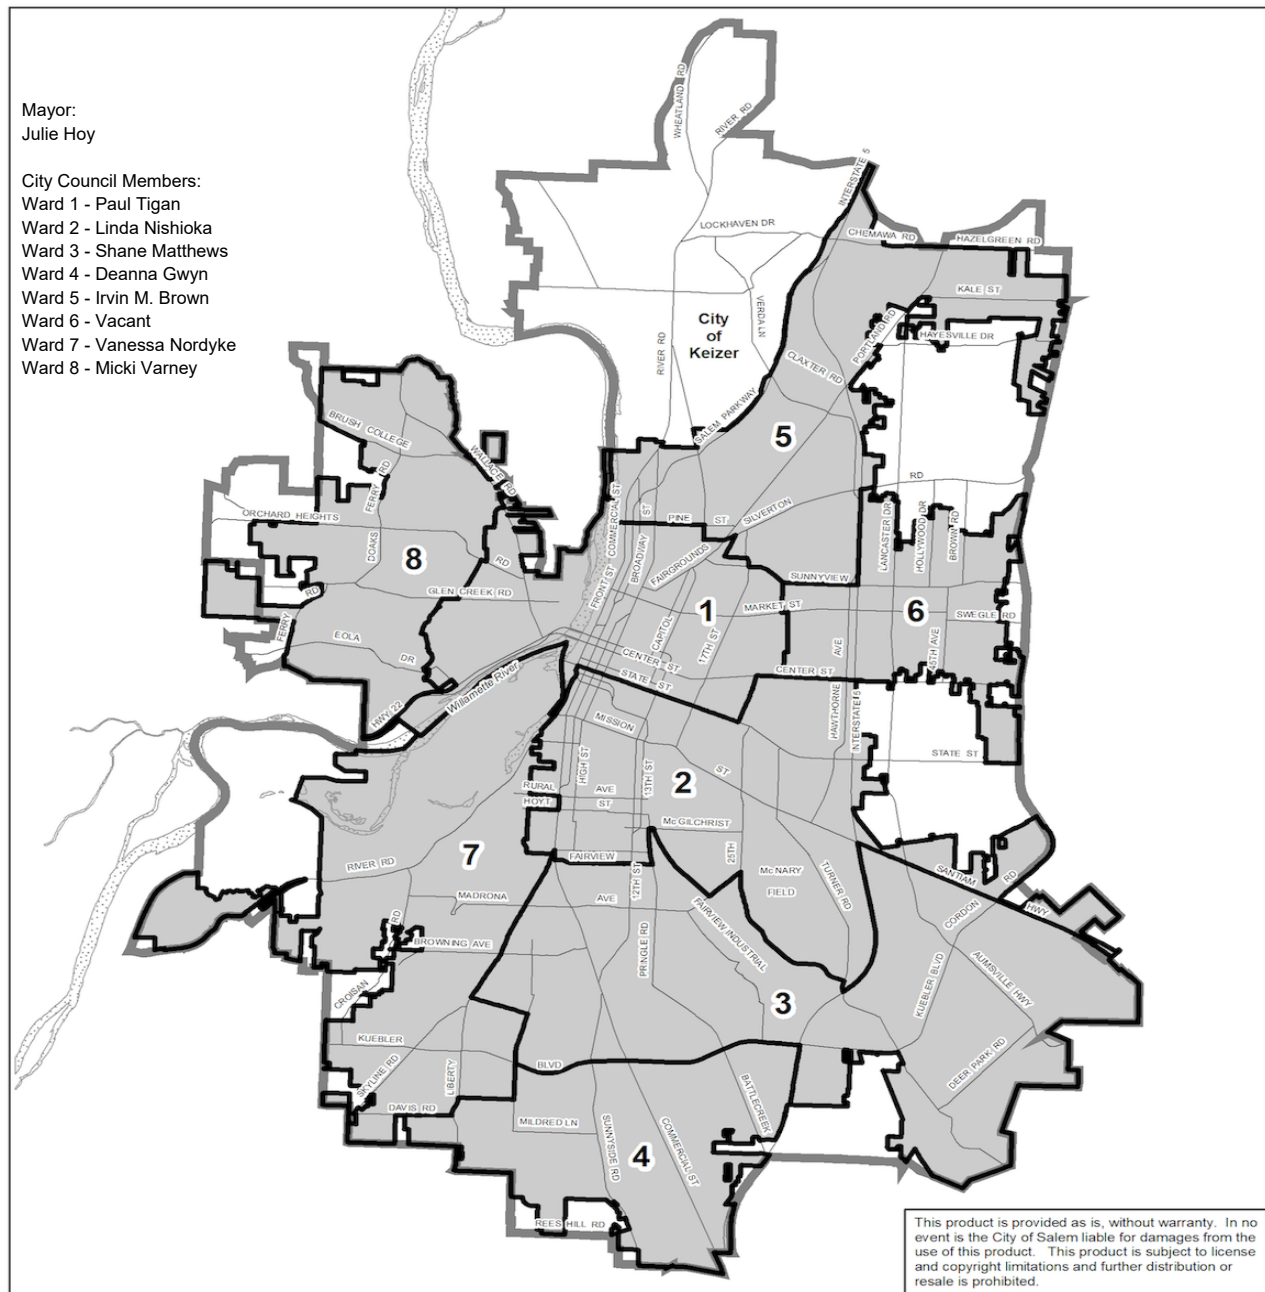 Mayor:
Julie Hoy
City Council Members:
Ward 1 - Paul Tigan
Ward 2 - Linda Nishioka
Ward 3 - Shane Matthews
Ward 4 - Deanna Gwyn
Ward 5 - Irvin M. Brown
Ward 6 - Vacant
Ward 7 - Vanessa Nordyke
Ward 8 - Micki Varney
WHEATLAND RD
RIVER RD
INTERSTATE 5
LOCKHAVEN DR
CHEMAWA RD
HAZELGREEN RD
KALE ST
VERDA LN
City
of
Keizer
RIVER RD
PORTLAND RD
HAYESVILLE DR
CLAXTER RD
SALEM PARKWAY
5
BRUSH COLLEGE
WALLACE RD
FERRY RD
RD
ORCHARD HEIGHTS
COMMERCIAL ST
PINE ST
SILVERTON
LANCASTER DR
HOLLYWOOD DR
BROWN RD
DOAKS
BROADWAY ST
FAIRGROUNDS
8
RD
SUNNYVIEW
GLEN CREEK RD
FRONT ST
1
MARKET ST
6
SWEGLE RD
FERRY RD
EOLA DR
CAPITOL
17TH ST
45TH AVE
CENTER ST
CENTER ST
STATE ST
HAWTHORNE AVE
INTERSTATE 5
Willamette River
HWY 22
MISSION ST
STATE ST
HIGH ST
13TH ST
2
RURAL AVE
HOYT ST
McGILCHRIST
25TH
FAIRVIEW
7
RIVER RD
McNARY
FIELD
TURNER RD
SANTIAM HWY
MADRONA AVE
12TH ST
CORDON RD
RD
FAIRVIEW INDUSTRIAL
BROWNING AVE
PRINGLE RD
CROISAN
KUEBLER BLVD
AUMSVILLE HWY
3
KUEBLER BLVD
SKYLINE RD
LIBERTY
DEER PARK RD
DAVIS RD
BATTLECREEK
MILDRED LN
SUNNYSIDE RD
COMMERCIAL ST
4
REES HILL RD
This product is provided as is, without warranty. In no
event is the City of Salem liable for damages from the
use of this product. This product is subject to license
and copyright limitations and further distribution or
resale is prohibited.